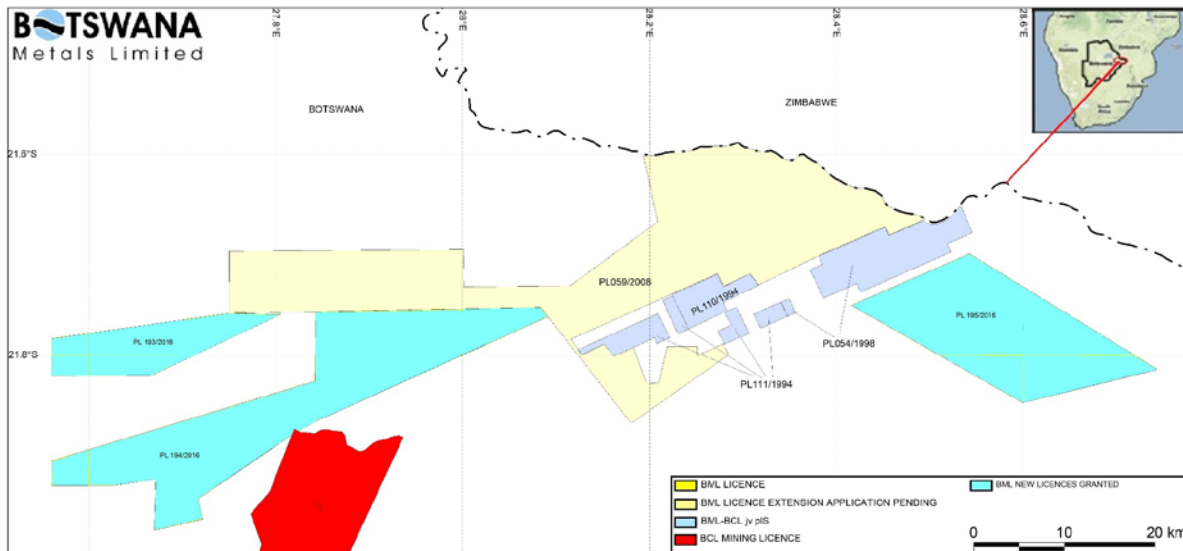 BOTSWANA
Metals Limited
27.8°E
28°E
28.2°E
28.4°E
28.6°E
BOTSWANA
ZIMBABWE
21.6°S
PL059/2008
PL110/1994
PL 193/2016
PL 195/2016
PL054/1998
21.8°S
PL111/1994
PL 194/2016
BML LICENCE
BML NEW LICENCES GRANTED
BML LICENCE EXTENSION APPLICATION PENDING
BML-BCL jv plS
BCL MINING LICENCE
0 10 20 km